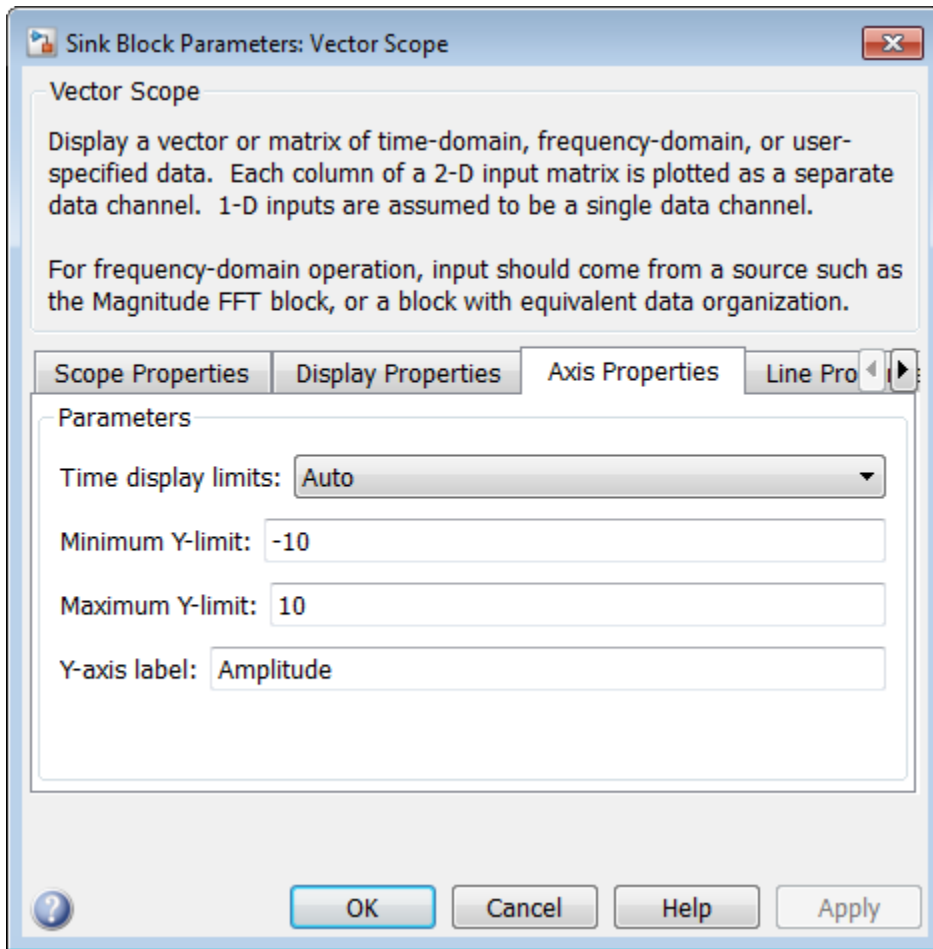 Sink Block Parameters: Vector Scope
Vector Scope
Display a vector or matrix of time-domain, frequency-domain, or user-
specified data.  Each column of a 2-D input matrix is plotted as a separate
data channel.  1-D inputs are assumed to be a single data channel.
For frequency-domain operation, input should come from a source such as
the Magnitude FFT block, or a block with equivalent data organization.
Scope Properties Display Properties Axis Properties Line
Parameters
Time display limits: Auto
Minimum Y-limit: -10
Maximum Y-limit: 10
Y-axis label: Amplitude
OK Cancel Help Apply